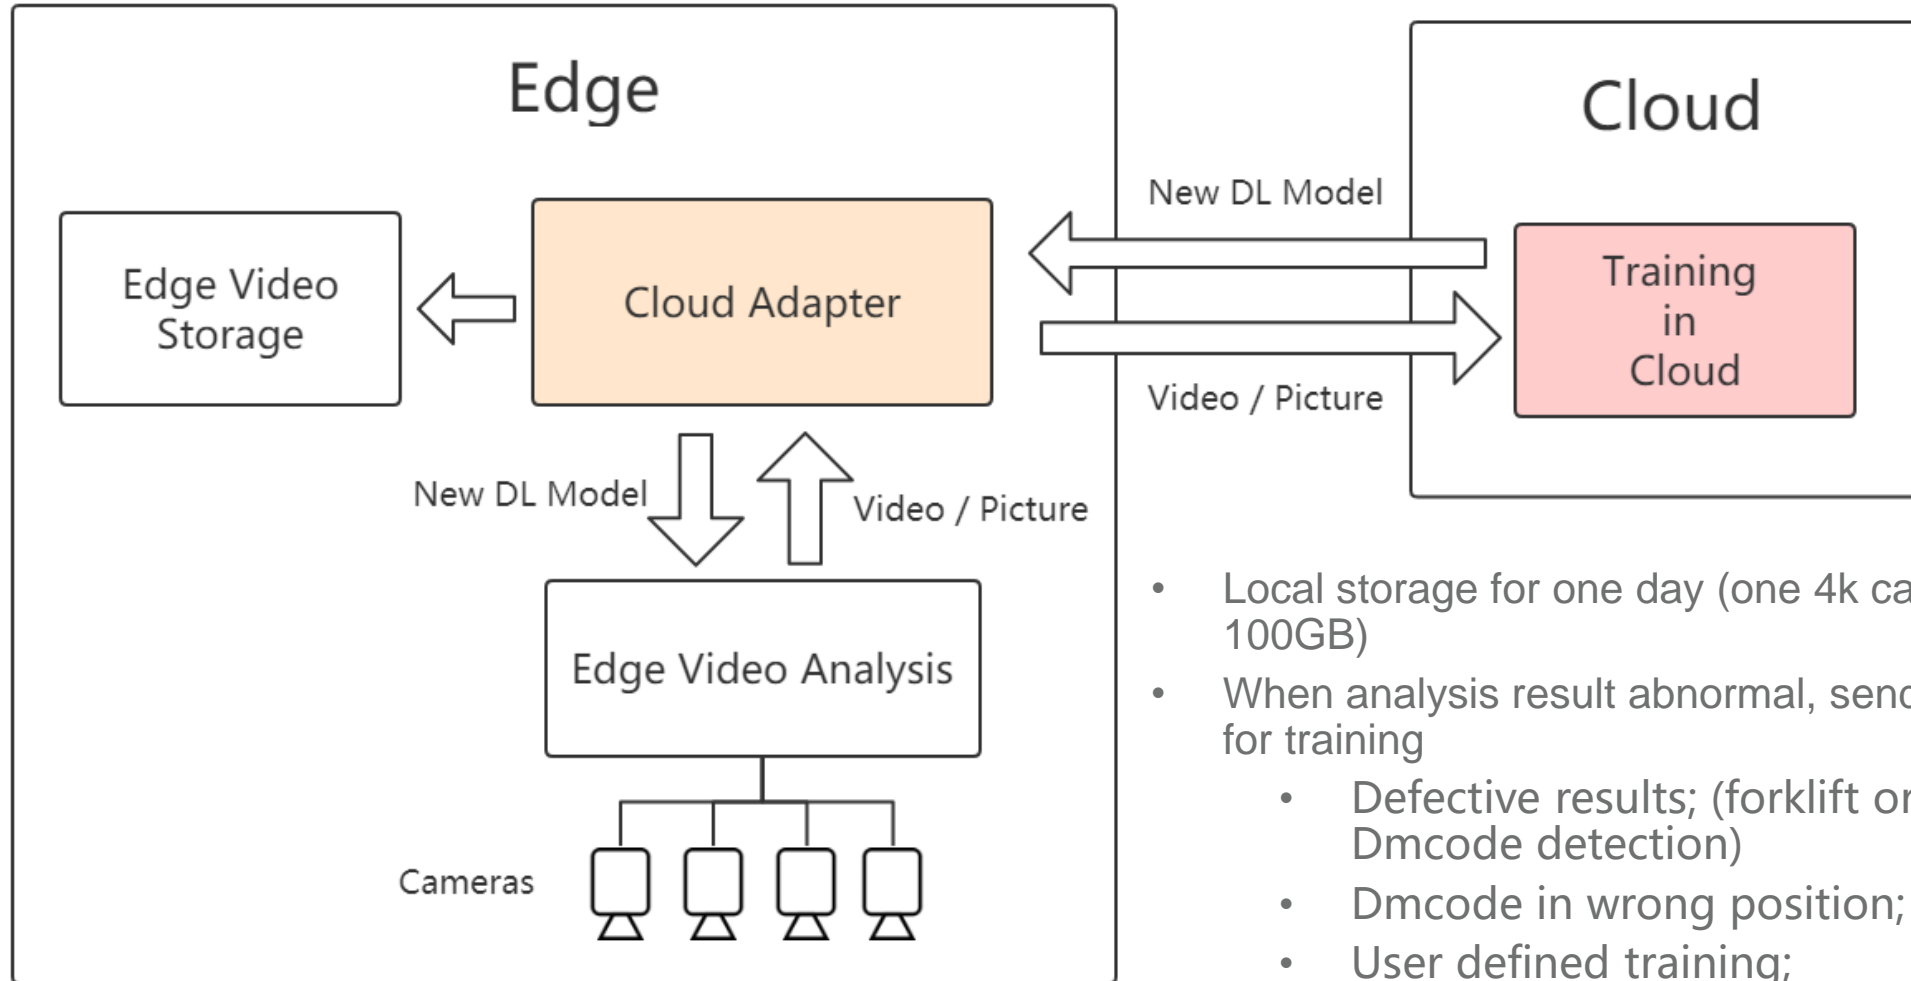 Edge
Cloud
New DL Model
Edge Video
Storage
Cloud Adapter
Training
in
Cloud
Video / Picture
New DL Model
Video / Picture
Edge Video Analysis
Cameras
• Local storage for one day (one 4k
100GB)
• When analysis result abnormal,
for training
• Defective results; (forklift or
Dmcode detection)
• Dmcode in wrong position;
• User defined training;